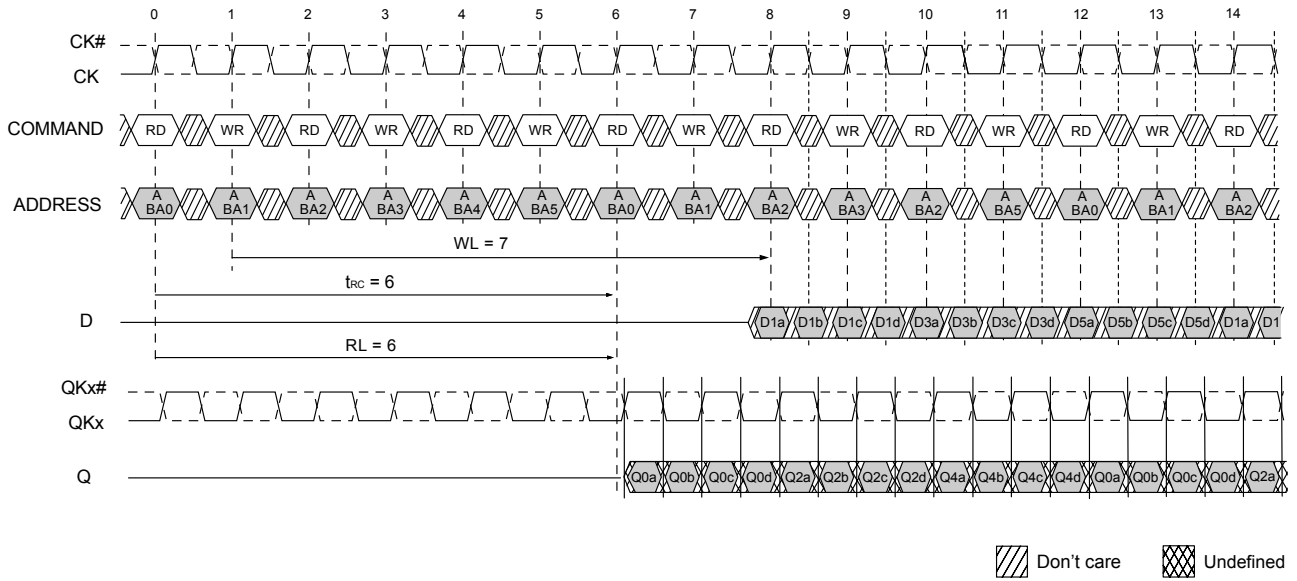 0 1 2 3 4 5 6 7 8 9 10 11 12 13 14
CK#
CK
COMMAND RD WR RD WR RD WR RD WR RD WR RD WR RD WR RD
ADDRESS A A A A A A A A A A A A A A A
BA0 BA1 BA2 BA3 BA4 BA5 BA0 BA1 BA2 BA3 BA2 BA5 BA0 BA1 BA2
WL = 7
tRC = 6
D D1a D1b D1c D1d D3a D3b D3c D3d D5a D5b D5c D5d D1a D1
RL = 6
QKx#
QKx
Q Q0a Q0b Q0c Q0d Q2a Q2b Q2c Q2d Q4a Q4b Q4c Q4d Q0a Q0b Q0c Q0d Q2a
Don't care Undefined